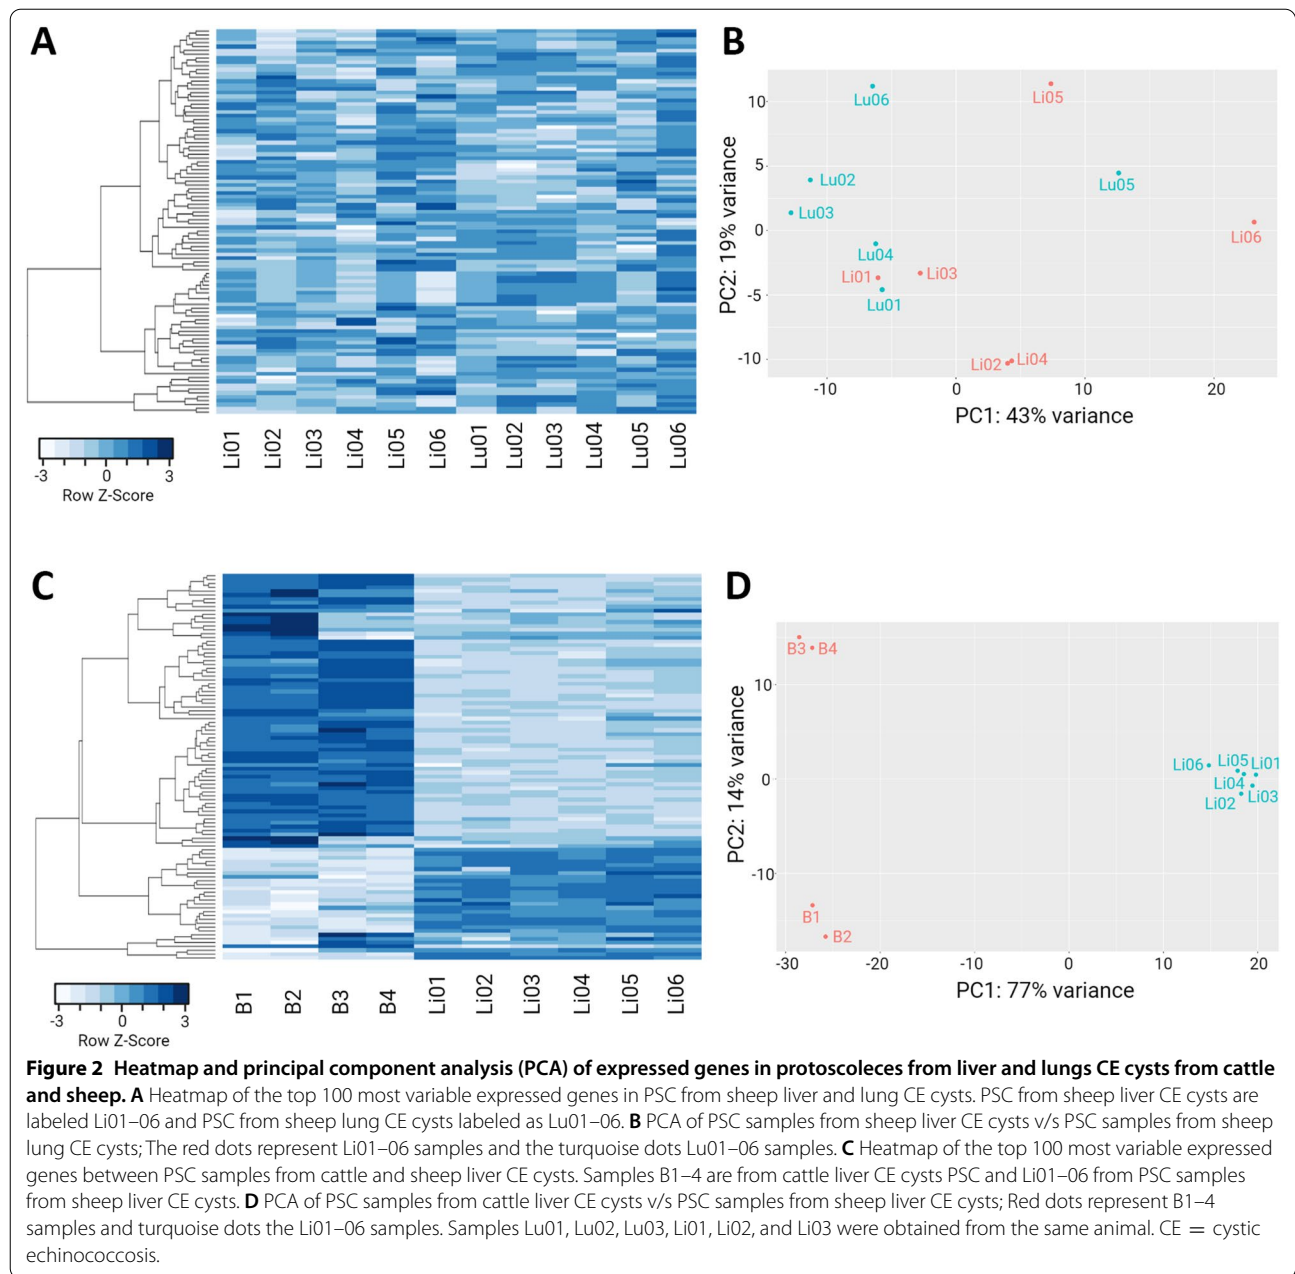 A
Li01
Li02
Li03
Li04
Li05
Li06
Lu01
Lu02
Lu03
Lu04
Lu05
Lu06
-3 0 3
Row Z-Score
B
PC2: 19% variance
10
5
0
-5
-10
Lu06
Li05
Lu02
Lu05
Lu03
Li06
Lu04
Li01
Li03
Lu01
Li02
Li04
-10 0 10 20
PC1: 43% variance
C
B1
B2
B3
B4
Li01
Li02
Li03
Li04
Li05
Li06
-3 0 3
Row Z-Score
D
PC2: 14% variance
10
0
-10
B3
B4
Li06
Li05
Li01
Li04
Li02
Li03
B1
B2
-30 -20 -10 0 10 20
PC1: 77% variance
Figure 2 Heatmap and principal component analysis (PCA) of expressed genes in protoscoleces from liver and lungs CE cysts from cattle
and sheep. A Heatmap of the top 100 most variable expressed genes in PSC from sheep liver and lung CE cysts. PSC from sheep liver CE cysts are
labeled Li01–06 and PSC from sheep lung CE cysts labeled as Lu01–06. B PCA of PSC samples from sheep liver CE cysts v/s PSC samples from sheep
lung CE cysts; The red dots represent Li01–06 samples and the turquoise dots Lu01–06 samples. C Heatmap of the top 100 most variable expressed
genes between PSC samples from cattle and sheep liver CE cysts. Samples B1–4 are from cattle liver CE cysts PSC and Li01–06 from PSC samples
from sheep liver CE cysts. D PCA of PSC samples from cattle liver CE cysts v/s PSC samples from sheep liver CE cysts; Red dots represent B1–4
samples and turquoise dots the Li01–06 samples. Samples Lu01, Lu02, Lu03, Li01, Li02, and Li03 were obtained from the same animal. CE = cystic
echinococcosis.